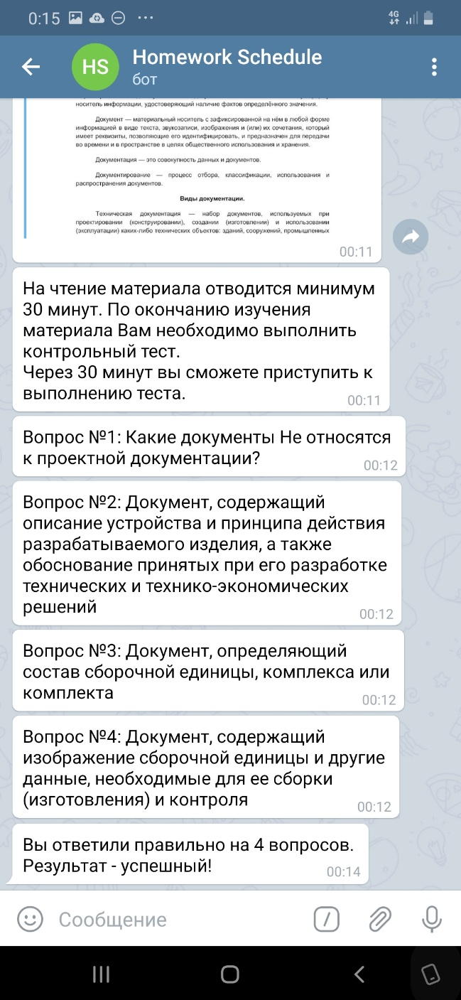 0:15
4G
HS
Homework Schedule
бот
носитель информации, удостоверяющий наличие фактов определённого значения.
Документ — материальный носитель с зафиксированной на нём в любой форме
информацией в виде текста, звукозаписи, изображения и (или) их сочетания, который
имеет реквизиты, позволяющие его идентифицировать, и предназначен для передачи
во времени и в пространстве в целях общественного использования и хранения.
Документация — это совокупность данных и документов.
Документирование — процесс отбора, классификации, использования и
распространения документов.
Виды документации.
Техническая документация — набор документов, используемых при
проектировании (конструировании), создании (изготовлении) и использовании
(эксплуатации) каких-либо технических объектов: зданий, сооружений, промышленных
00:11
На чтение материала отводится минимум
30 минут. По окончанию изучения
материала Вам необходимо выполнить
контрольный тест.
Через 30 минут вы сможете приступить к
выполнению теста.
00:11
Вопрос №1: Какие документы Не относятся
к проектной документации?
00:12
Вопрос №2: Документ, содержащий
описание устройства и принципа действия
разрабатываемого изделия, а также
обоснование принятых при его разработке
технических и технико-экономических
решений
00:12
Вопрос №3: Документ, определяющий
состав сборочной единицы, комплекса или
комплекта
00:12
Вопрос №4: Документ, содержащий
изображение сборочной единицы и другие
данные, необходимые для ее сборки
(изготовления) и контроля
00:12
Вы ответили правильно на 4 вопросов.
Результат - успешный!
00:14
Сообщение